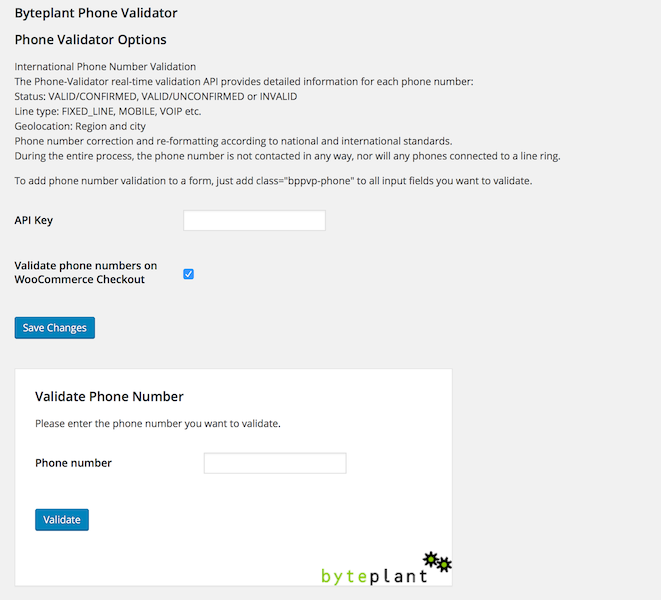 Byteplant Phone Validator
Phone Validator Options
International Phone Number Validation
The Phone-Validator real-time validation API provides detailed information for each phone number:
Status: VALID/CONFIRMED, VALID/UNCONFIRMED or INVALID
Line type: FIXED_LINE, MOBILE, VOIP etc.
Geolocation: Region and city
Phone number correction and re-formatting according to national and international standards.
During the entire process, the phone number is not contacted in any way, nor will any phones connected to a line ring.
To add phone number validation to a form, just add class="bppvp-phone" to all input fields you want to validate.
API Key
Validate phone numbers on
WooCommerce Checkout
Save Changes
Validate Phone Number
Please enter the phone number you want to validate.
Phone number
Validate
byteplant